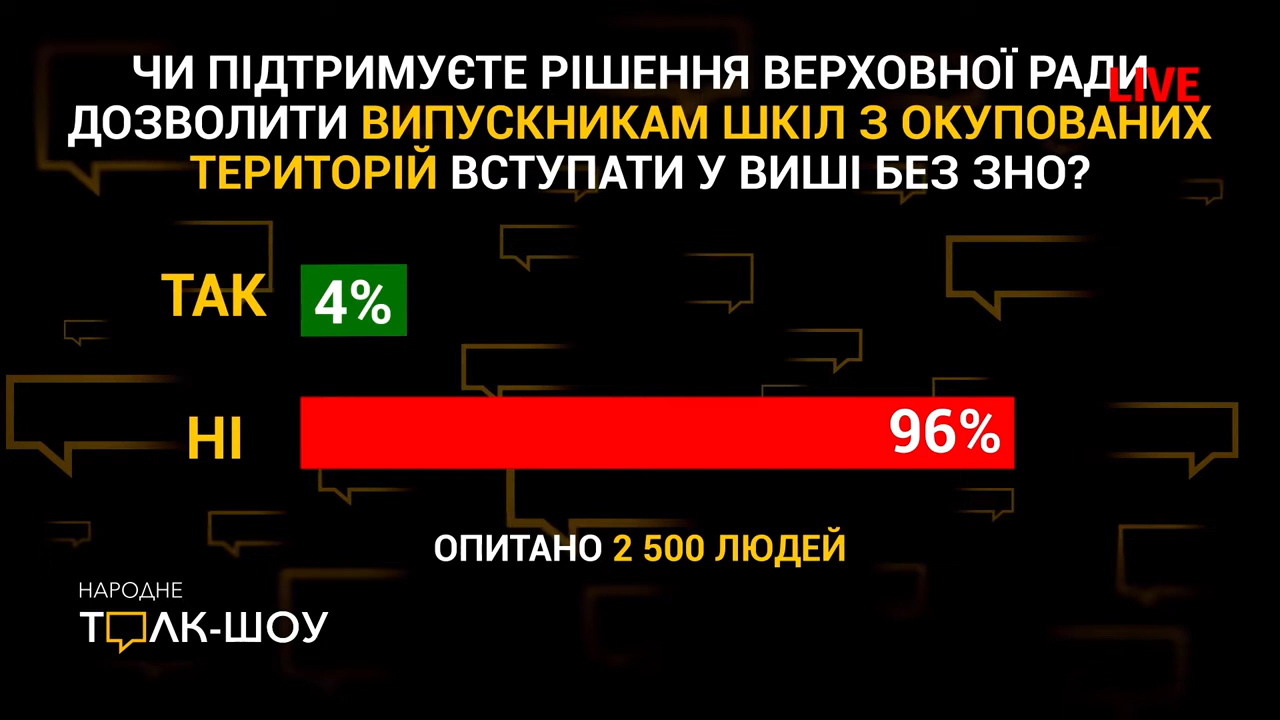 ЧИ ПІДТРИМУЄТЕ РІШЕННЯ ВЕРХОВНОЇ РАДИ
LIVE
ДОЗВОЛИТИ ВИПУСКНИКАМ ШКІЛ З ОКУПОВАНИХ
ТЕРИТОРІЙ ВСТУПАТИ У ВИШІ БЕЗ ЗНО?
ТАК 4%
НІ 96%
ОПИТАНО 2 500 ЛЮДЕЙ
НАРОДНЕ
ТОЛК-ШОУ